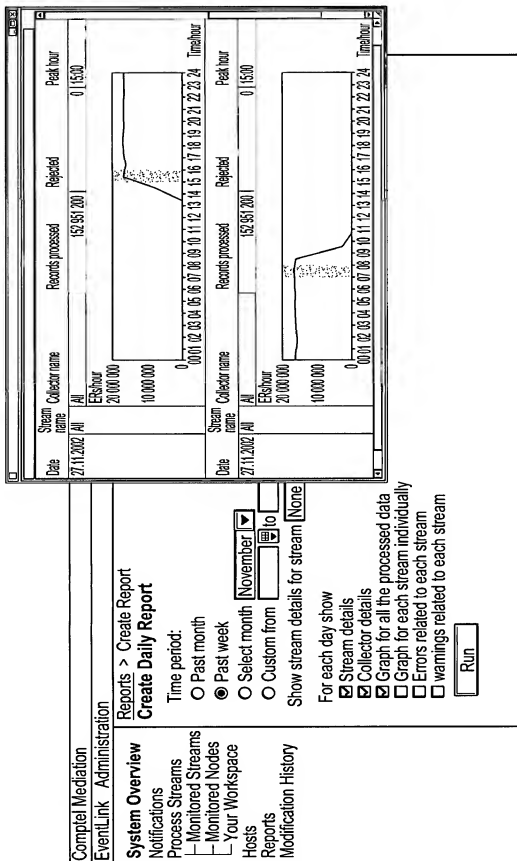 Comptel Mediation
EventLink Administration
System Overview
Notifications
Process Streams
Monitored Streams
Monitored Nodes
Your Workspace
Hosts
Reports
Modification History
Reports > Create Report
Create Daily Report
Time period:
Past month
Past week
Select month November
Custom from to
Show stream details for stream None
For each day show
Stream details
Collector details
Graph for all the processed data
Graph for each stream individually
Errors related to each stream
warnings related to each stream
Run
Date Stream name Collector name Records processed Rejected Peak hour
27.11.2002 All All 152 951 200 0 15:00
ERs/hour
20 000 000
10 000 000
0
00 01 02 03 04 05 06 07 08 09 10 11 12 13 14 15 16 17 18 19 20 21 22 23 24 Time/hour
Date Stream name Collector name Records processed Rejected Peak hour
27.11.2002 All All 152 951 200 0 15:00
ERs/hour
20 000 000
10 000 000
0
00 01 02 03 04 05 06 07 08 09 10 11 12 13 14 15 16 17 18 19 20 21 22 23 24 Time/hour